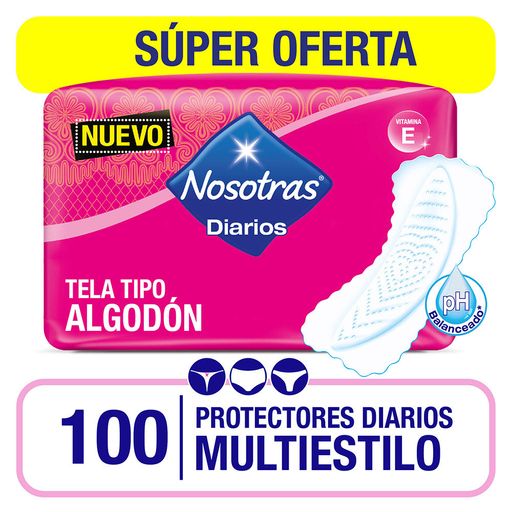 SÚPER OFERTA
NUEVO
VITAMINA
E
Nosotras®
Diarios
TELA TIPO
ALGODÓN
pH
Balanceado*
100
PROTECTORES DIARIOS
MULTIESTILO